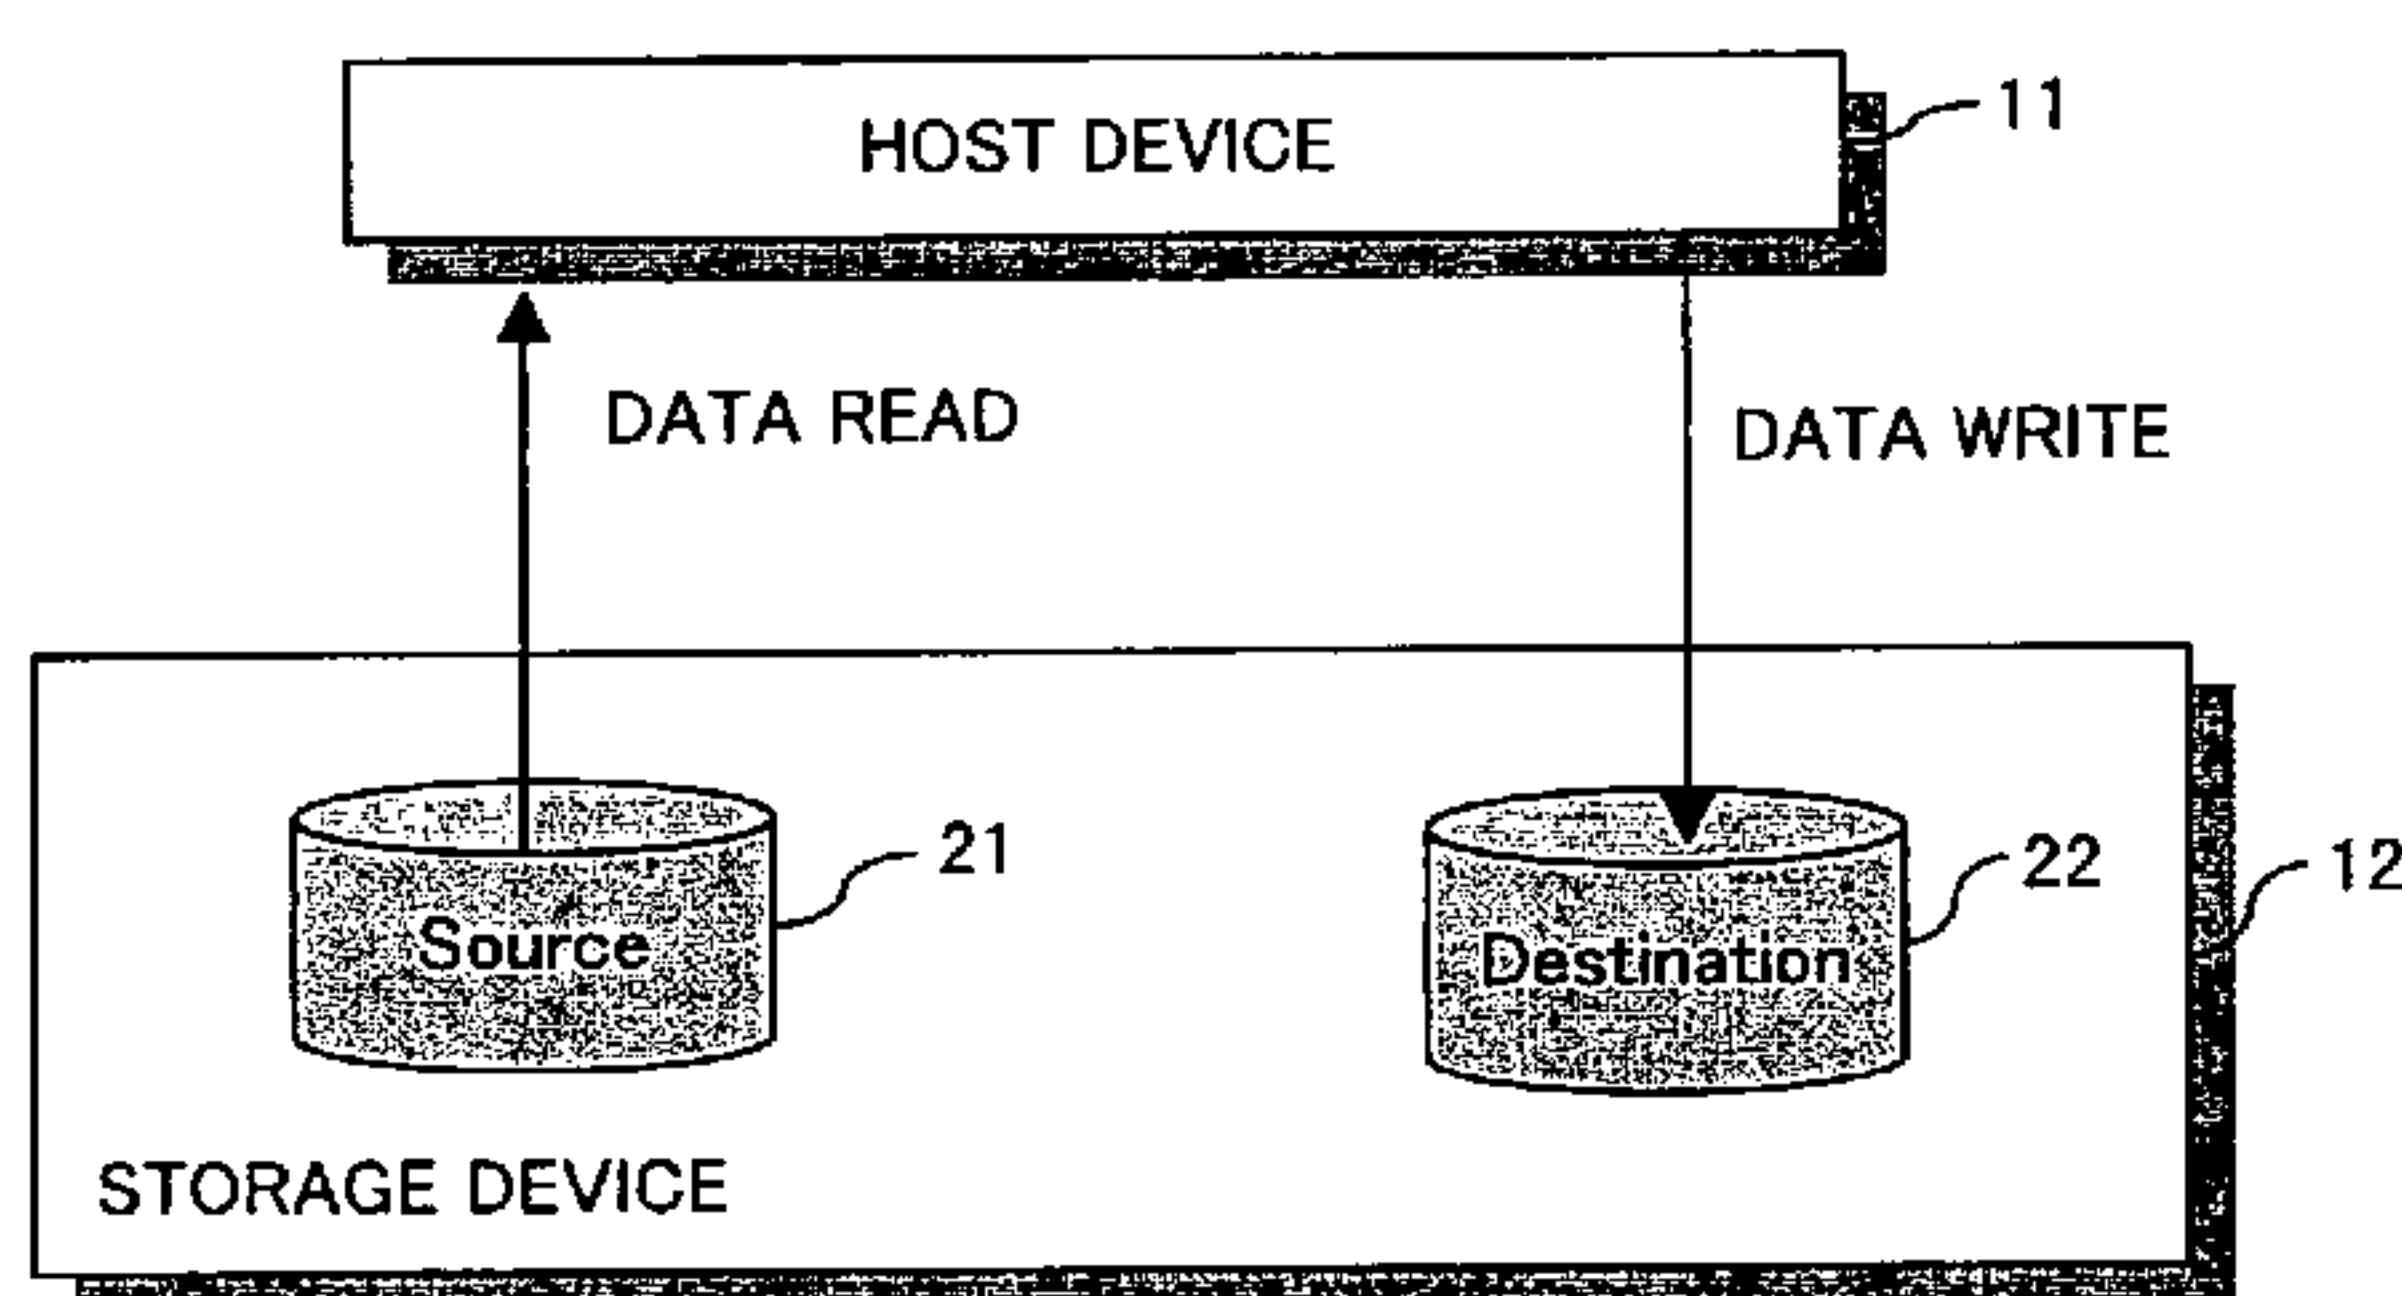 HOST DEVICE
11
DATA READ
DATA WRITE
Source
21
Destination
22
12
STORAGE DEVICE